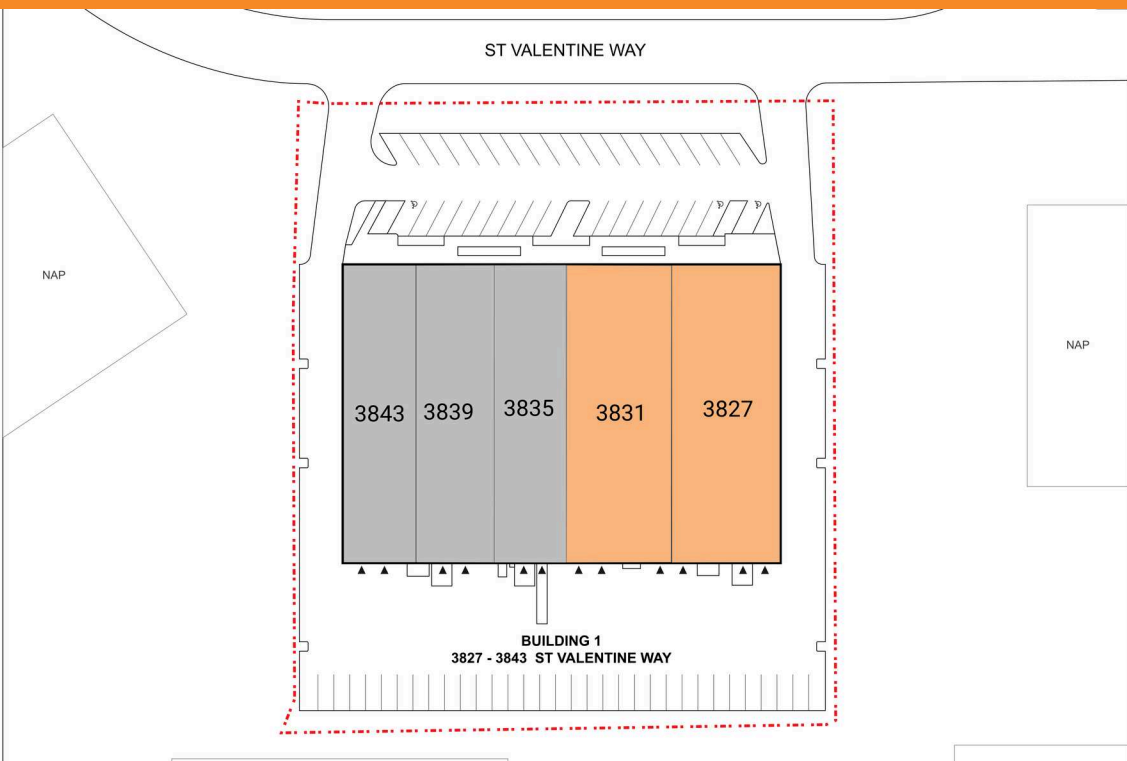 ST VALENTINE WAY
NAP
NAP
3843
3839
3835
3831
3827
BUILDING 1
3827 - 3843 ST VALENTINE WAY